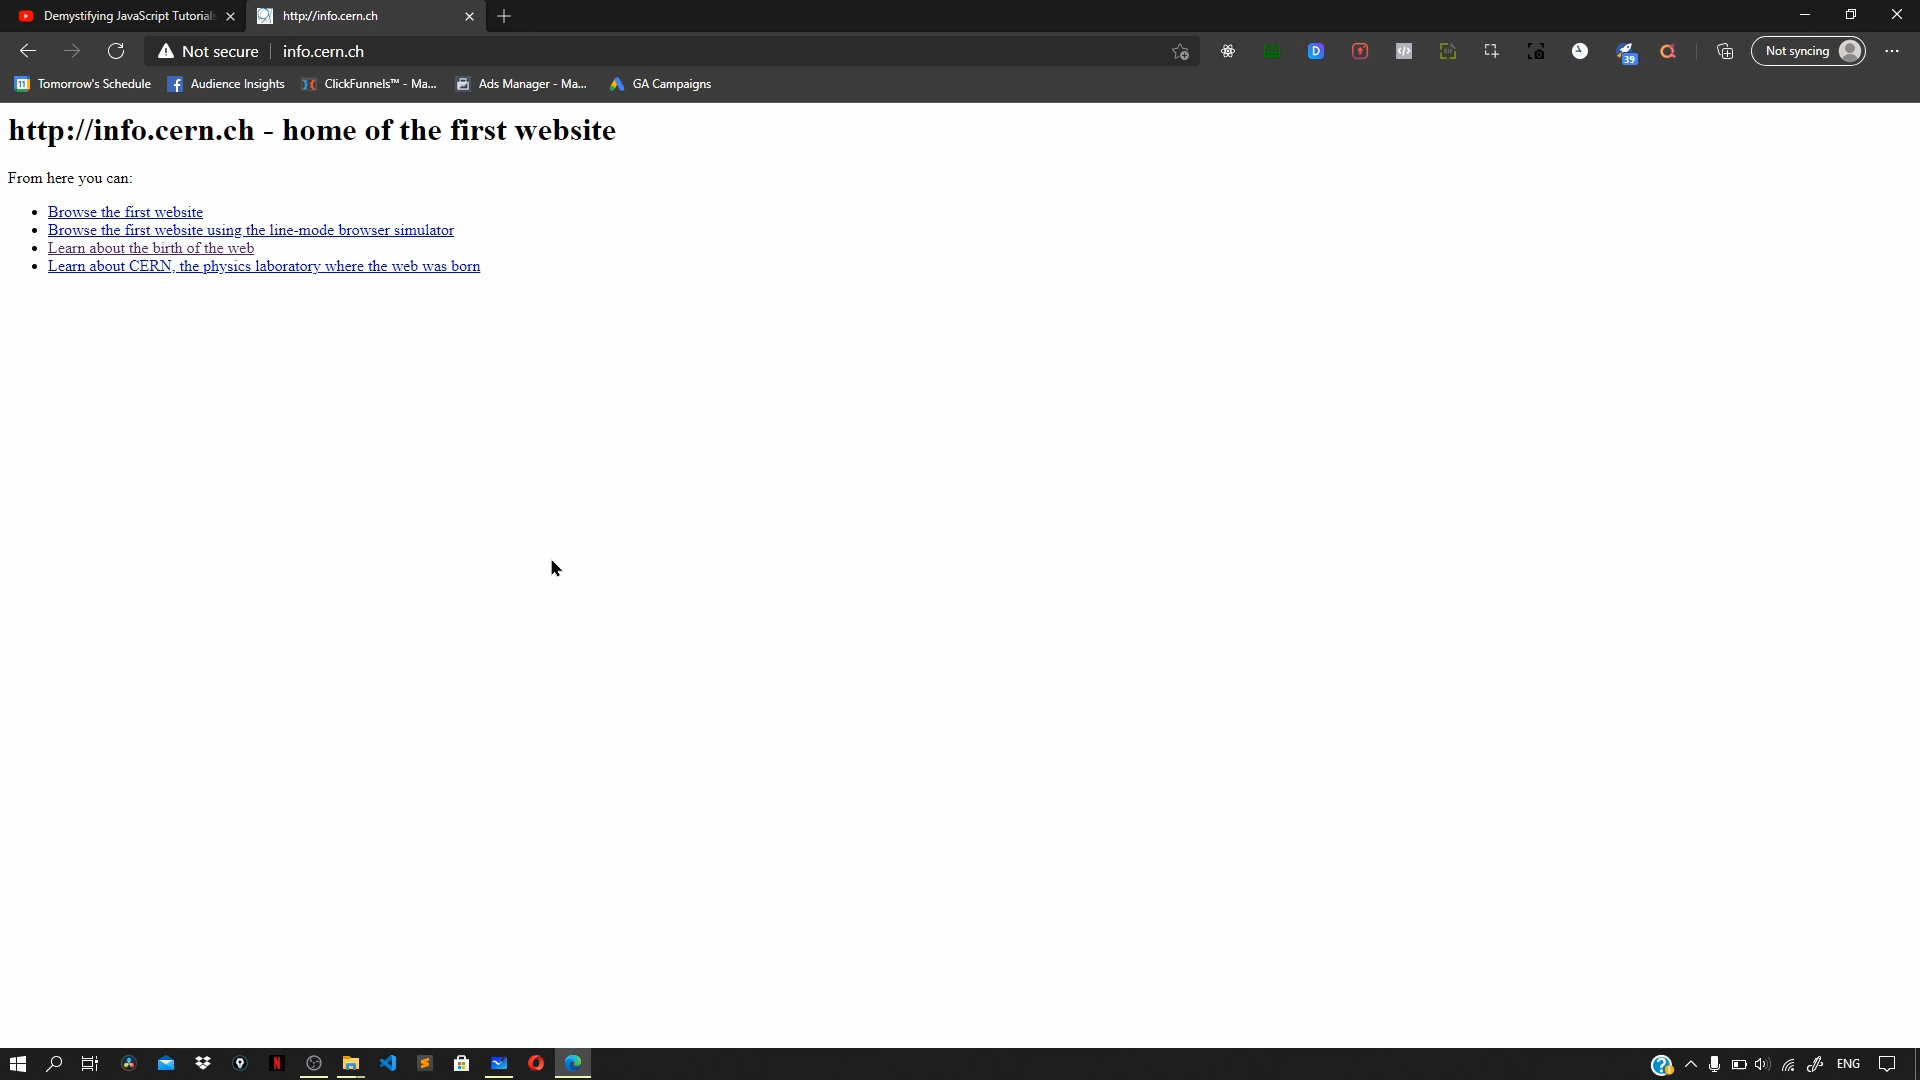 Demystifying JavaScript Tutorials
http://info.cern.ch
Not secure
info.cern.ch
D
39
Not syncing
11 Tomorrow's Schedule
Audience Insights
ClickFunnels™ - Ma...
Ads Manager - Ma...
GA Campaigns
http://info.cern.ch - home of the first website
From here you can:
Browse the first website
Browse the first website using the line-mode browser simulator
Learn about the birth of the web
Learn about CERN, the physics laboratory where the web was born
N
ENG